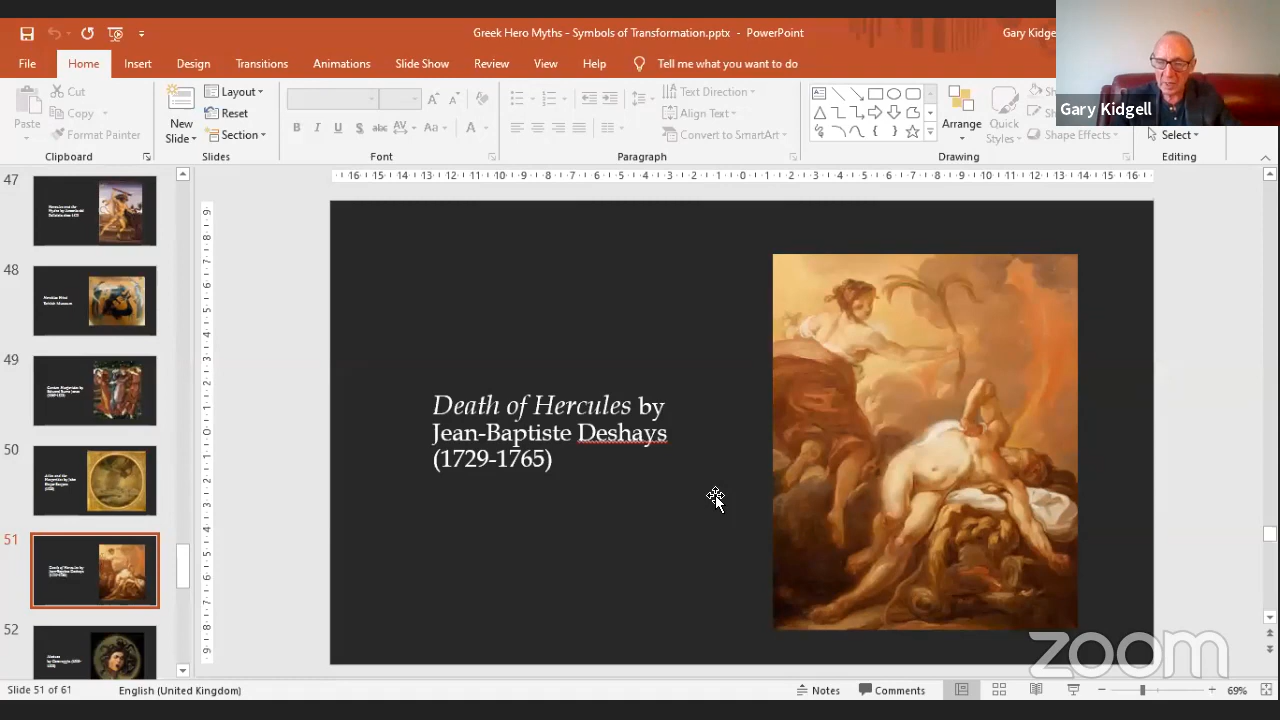 Greek Hero Myths - Symbols of Transformation.pptx - PowerPoint
Gary Kidge
File Home Insert Design Transitions Animations Slide Show Review View Help Tell me what you want to do
Paste
Cut
Copy
Format Painter
Clipboard
New
Slide
Layout
Reset
Section
Slides
Font
Text Direction
Align Text
Convert to SmartArt
Paragraph
Arrange
Quick
Styles
Shape Effects
Drawing
Select
Editing
Gary Kidgell
47
48
49
50
51
52
Death of Hercules by
Jean-Baptiste Deshays
(1729-1765)
zoom
Slide 51 of 61
English (United Kingdom)
Notes
Comments
69%